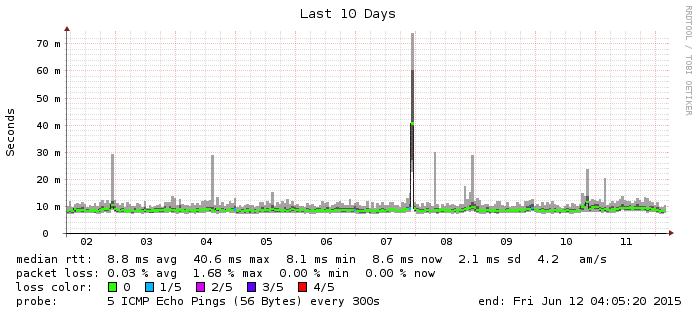 Last 10 Days
RRDTOOL / TOBI OETIKER
Seconds
70 m
60 m
50 m
40 m
30 m
20 m
10 m
0
02 03 04 05 06 07 08 09 10 11
median rtt: 8.8 ms avg 40.6 ms max 8.1 ms min 8.6 ms now 2.1 ms sd 4.2 am/s
packet loss: 0.03 % avg 1.68 % max 0.00 % min 0.00 % now
loss color: 0 1/5 2/5 3/5 4/5
probe: 5 ICMP Echo Pings (56 Bytes) every 300s end: Fri Jun 12 04:05:20 2015